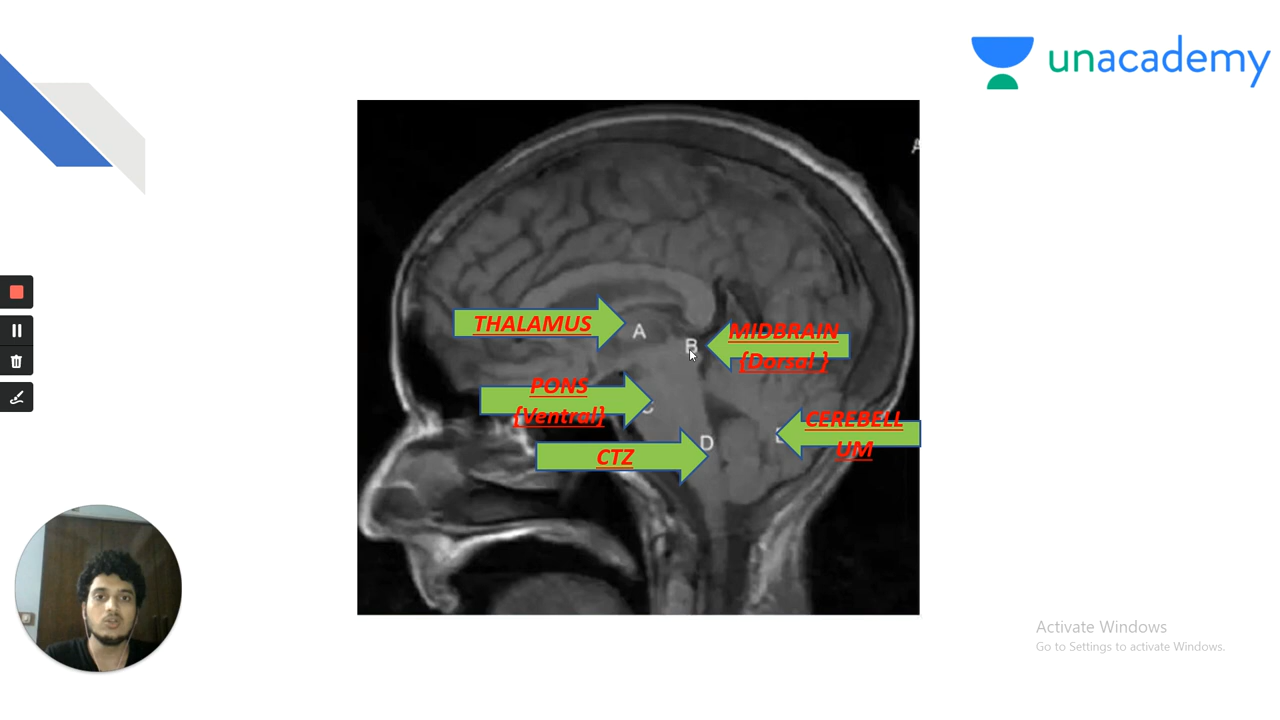 unacademy
A
THALAMUS
A
MIDBRAIN
(Dorsal )
B
PONS
(Ventral)
CEREBELL
UM
D
CTZ
Activate Windows
Go to Settings to activate Windows.